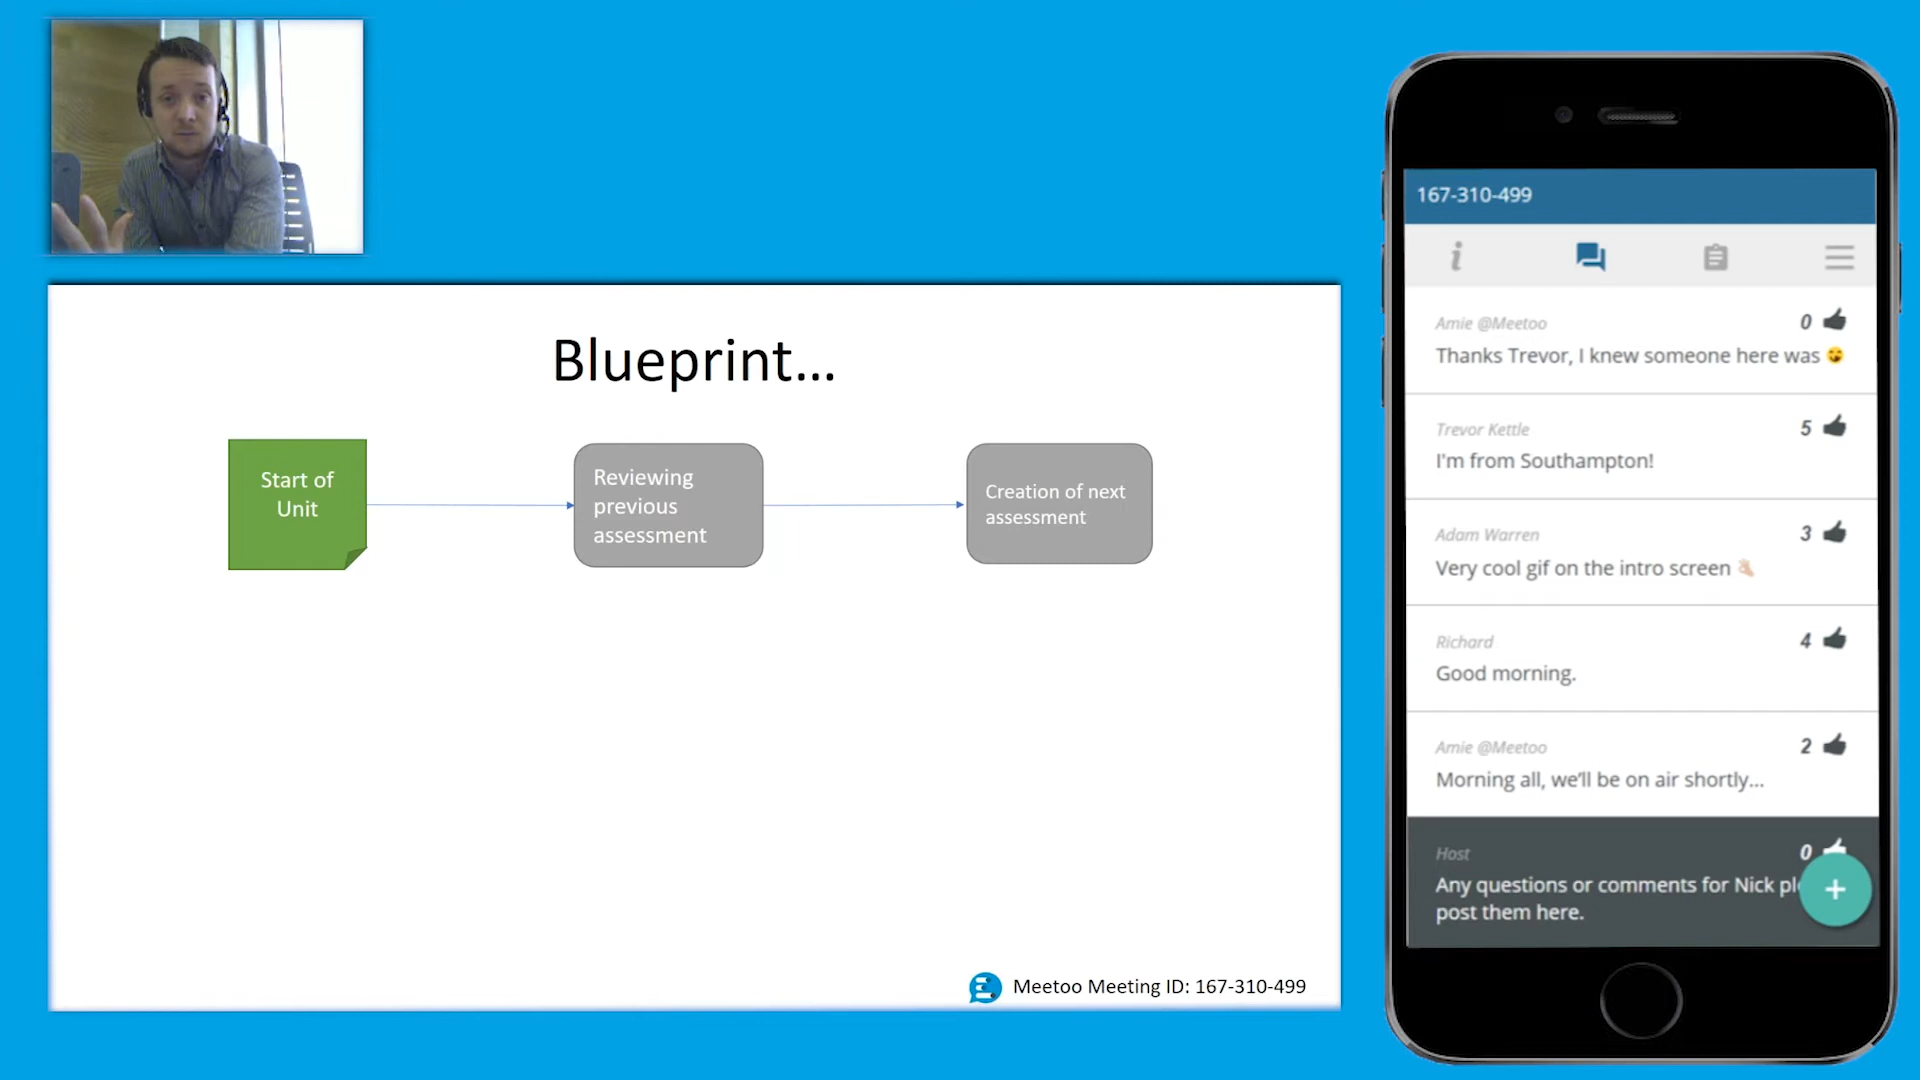 Blueprint...
Start of
Unit
Reviewing
previous
assessment
Creation of next
assessment
Meetoo Meeting ID: 167-310-499
167-310-499
Amie @Meetoo
0
Thanks Trevor, I knew someone here was 😜
Trevor Kettle
5
I'm from Southampton!
Adam Warren
3
Very cool gif on the intro screen 👌🏻
Richard
4
Good morning.
Amie @Meetoo
2
Morning all, we'll be on air shortly...
Host
0
Any questions or comments for Nick
post them here.